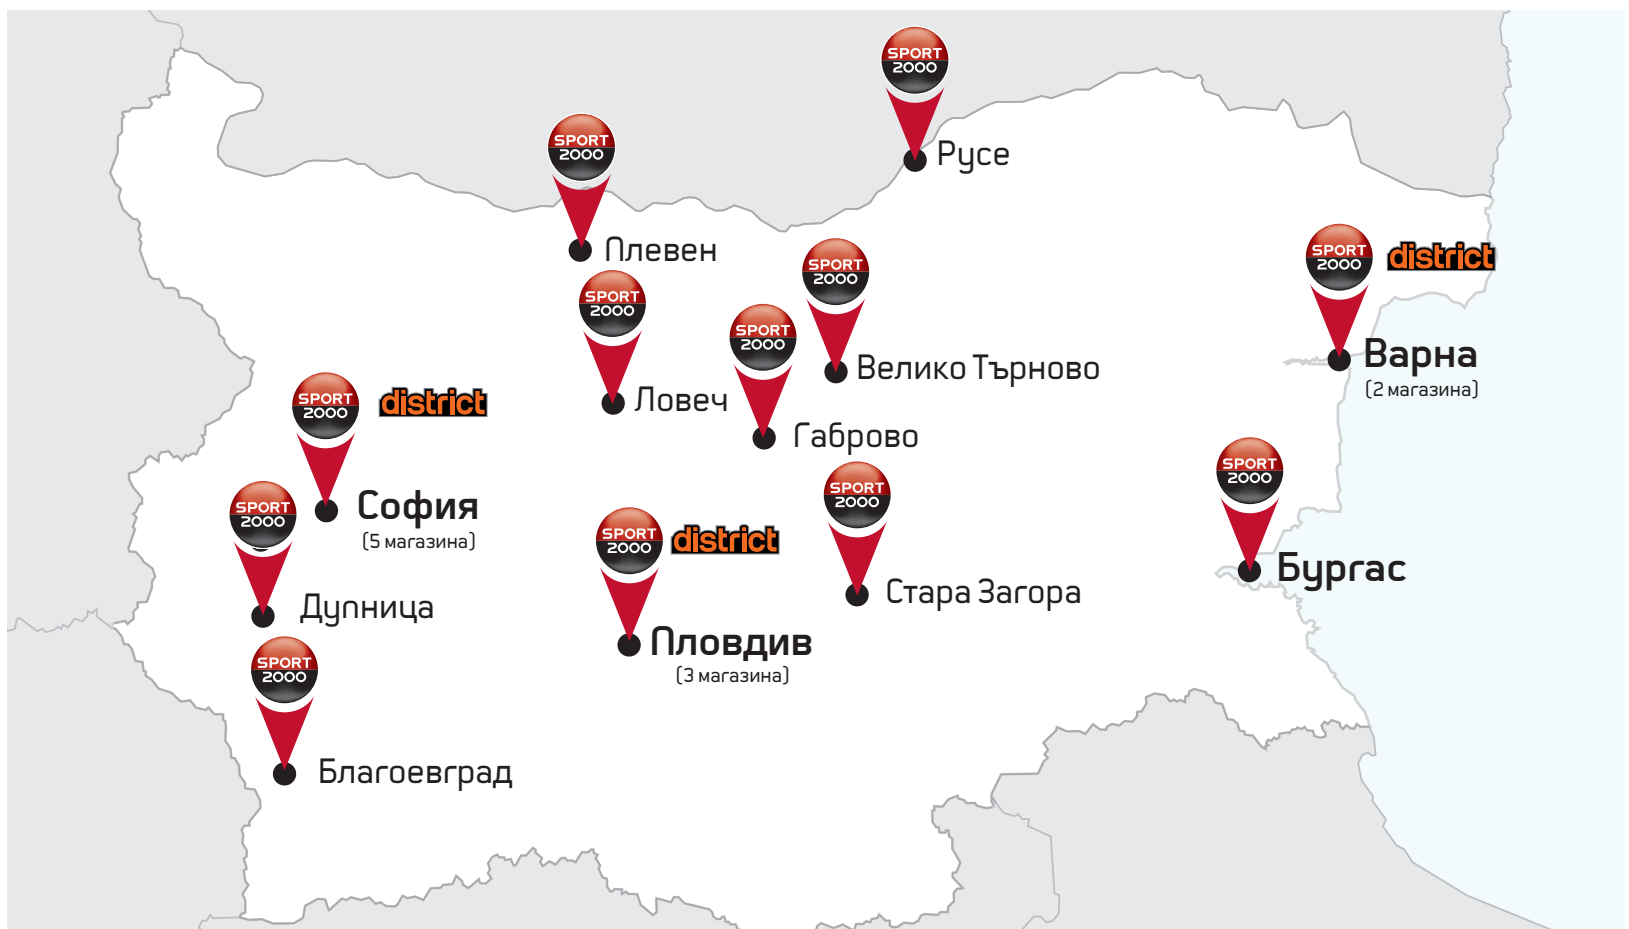 SPORT
2000
Русе
SPORT
2000
Плевен
SPORT
2000
district
Варна
(2 магазина)
SPORT
2000
Велико Търново
SPORT
2000
Ловеч
SPORT
2000
Габрово
SPORT
2000
district
София
(5 магазина)
SPORT
2000
Бургас
SPORT
2000
Стара Загора
SPORT
2000
Дупница
SPORT
2000
district
Пловдив
(3 магазина)
SPORT
2000
Благоевград